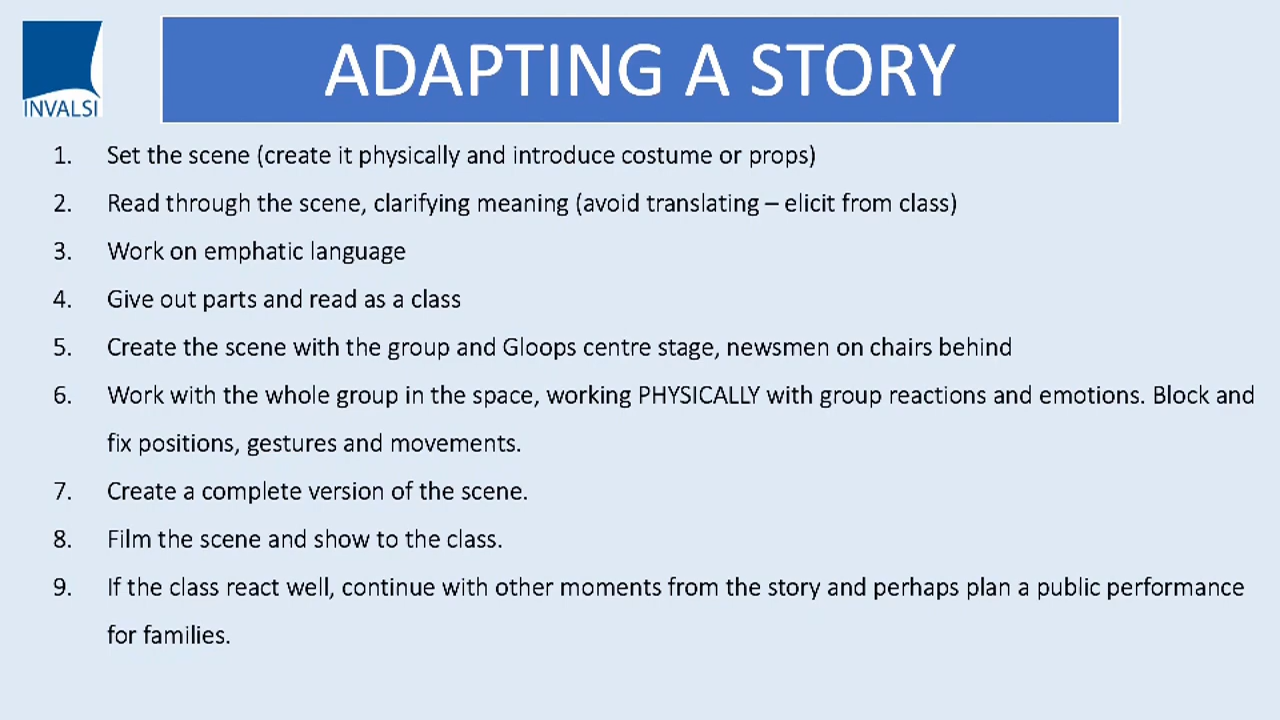 INVALSI
ADAPTING A STORY
1. Set the scene (create it physically and introduce costume or props)
2. Read through the scene, clarifying meaning (avoid translating – elicit from class)
3. Work on emphatic language
4. Give out parts and read as a class
5. Create the scene with the group and Gloops centre stage, newsmen on chairs behind
6. Work with the whole group in the space, working PHYSICALLY with group reactions and emotions. Block and
fix positions, gestures and movements.
7. Create a complete version of the scene.
8. Film the scene and show to the class.
9. If the class react well, continue with other moments from the story and perhaps plan a public performance
for families.